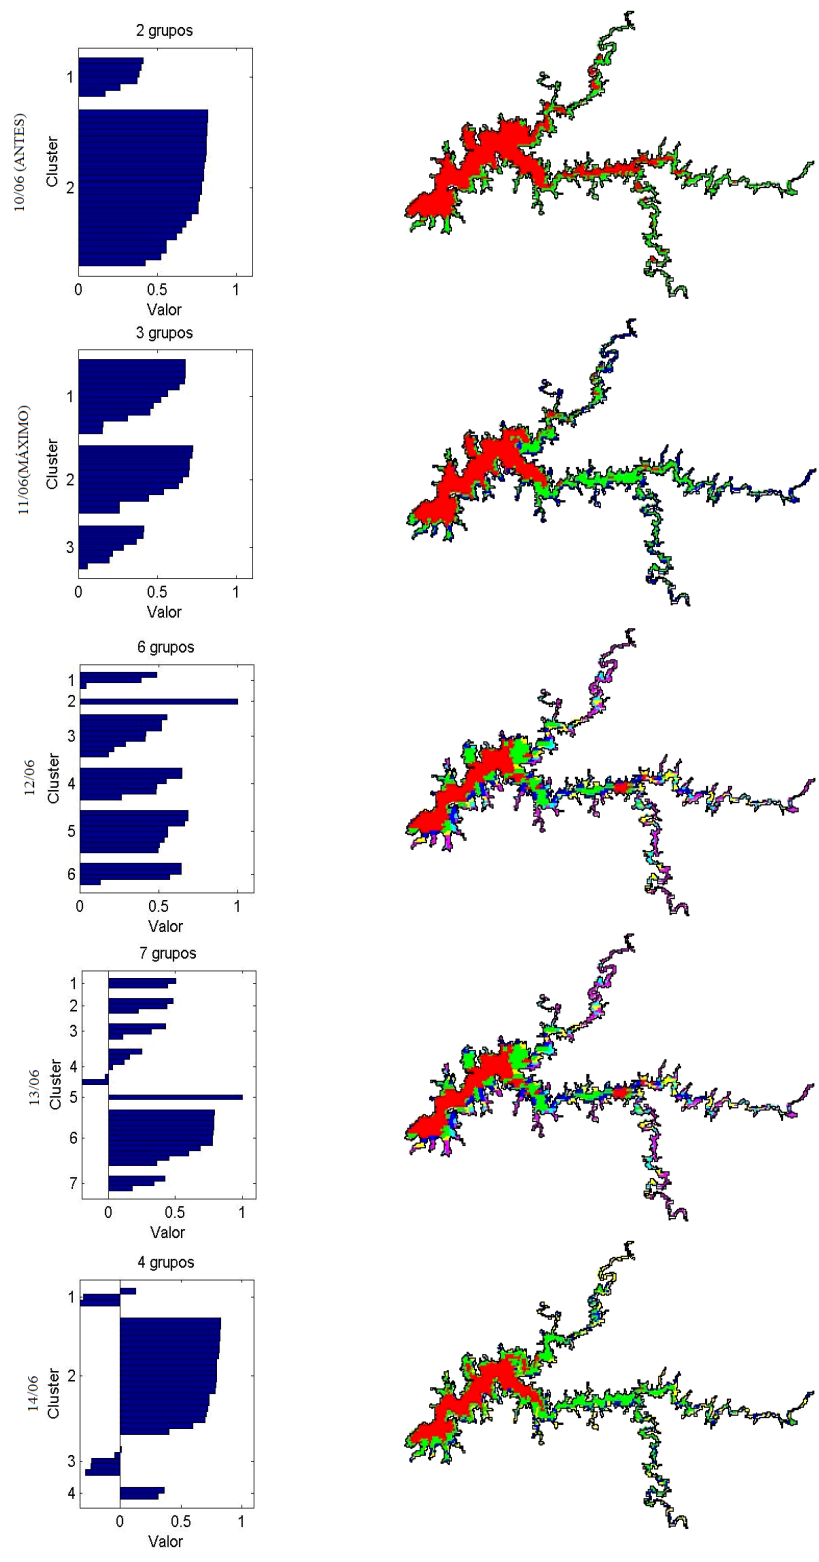 2 grupos
1
2
Cluster
10/06 (ANTES)
0 0.5 1
Valor
3 grupos
1
2
3
Cluster
11/06(MÁXIMO)
0 0.5 1
Valor
6 grupos
1
2
3
4
5
6
Cluster
12/06
0 0.5 1
Valor
7 grupos
1
2
3
4
5
6
7
Cluster
13/06
0 0.5 1
Valor
4 grupos
1
2
3
4
Cluster
14/06
0 0.5 1
Valor